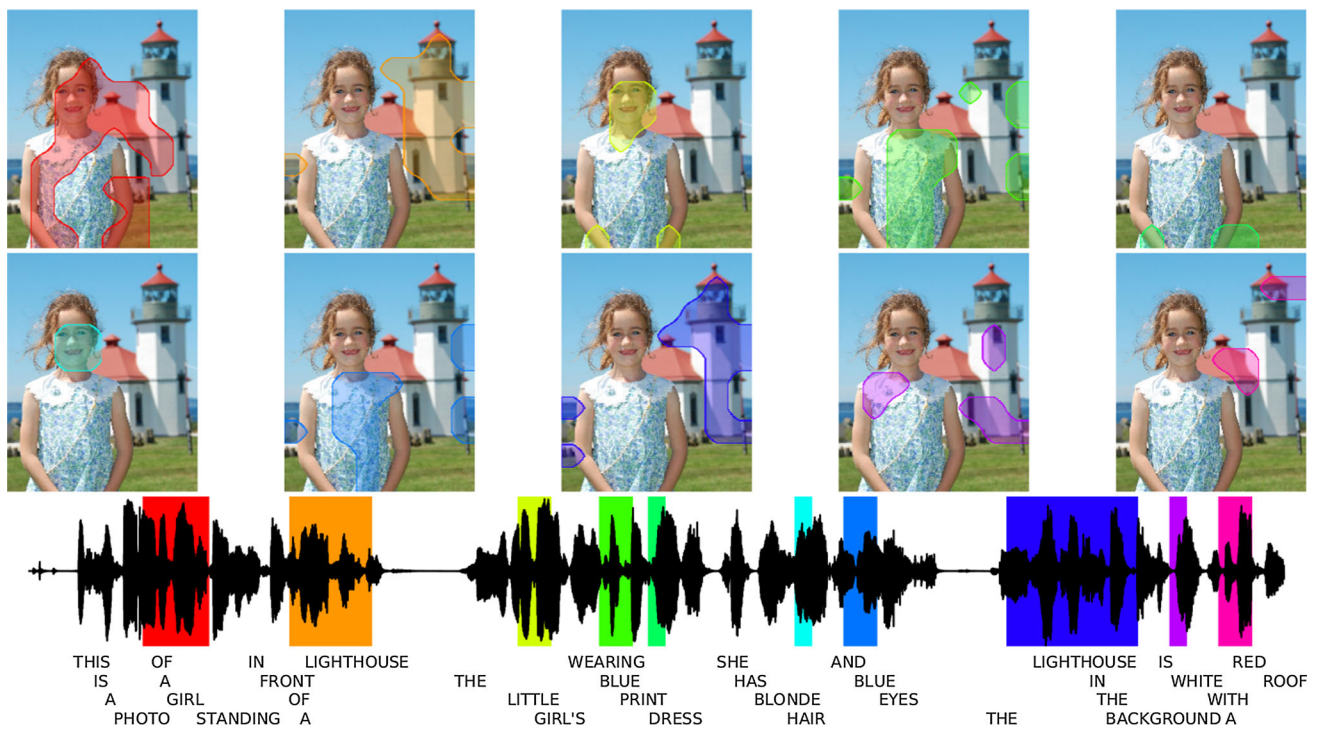 THIS OF IN LIGHTHOUSE WEARING SHE AND LIGHTHOUSE IS RED
IS A FRONT THE BLUE HAS BLUE IN WHITE ROOF
A GIRL OF LITTLE PRINT BLONDE EYES THE WITH
PHOTO STANDING A GIRL'S DRESS HAIR THE BACKGROUND A